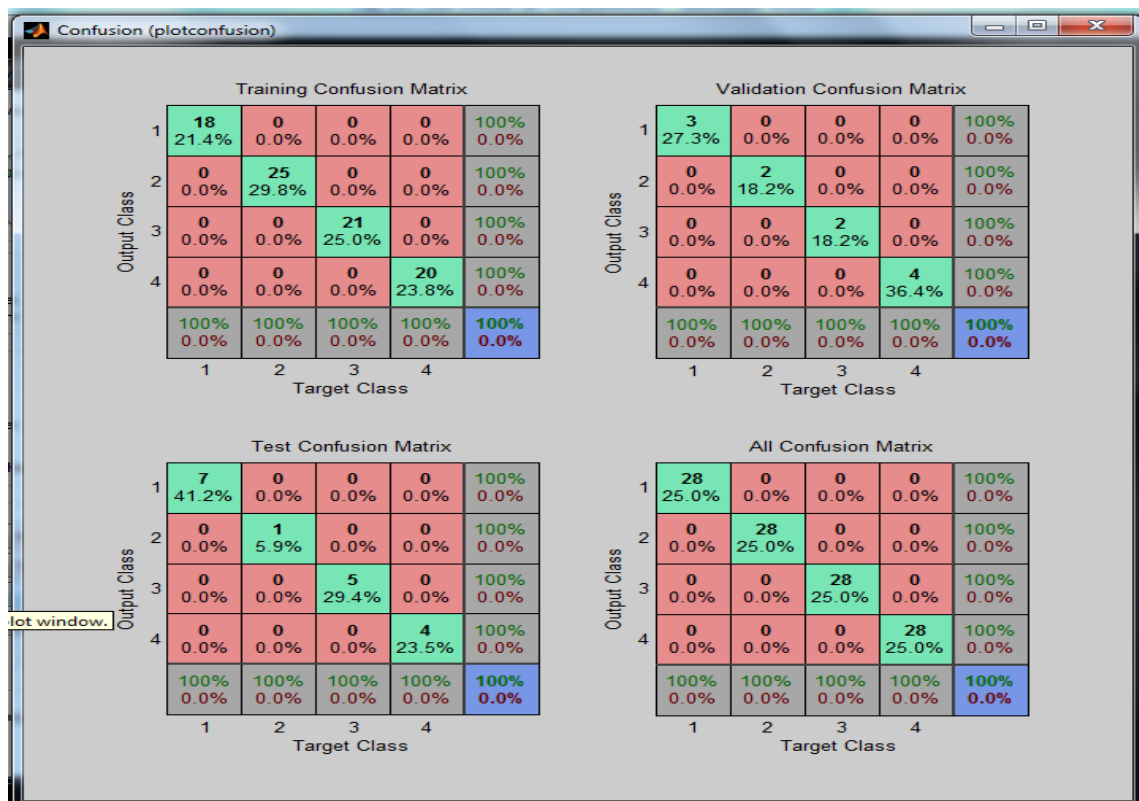 Confusion (plotconfusion)
Training Confusion Matrix
1 18 0 0 0 100%
21.4% 0.0% 0.0% 0.0% 0.0%
2 0 25 0 0 100%
0.0% 29.8% 0.0% 0.0% 0.0%
3 0 0 21 0 100%
0.0% 0.0% 25.0% 0.0% 0.0%
4 0 0 0 20 100%
0.0% 0.0% 0.0% 23.8% 0.0%
100% 100% 100% 100% 100%
0.0% 0.0% 0.0% 0.0% 0.0%
1 2 3 4
Target Class
Output Class
Validation Confusion Matrix
1 3 0 0 0 100%
27.3% 0.0% 0.0% 0.0% 0.0%
2 0 2 0 0 100%
0.0% 18.2% 0.0% 0.0% 0.0%
3 0 0 2 0 100%
0.0% 0.0% 18.2% 0.0% 0.0%
4 0 0 0 4 100%
0.0% 0.0% 0.0% 36.4% 0.0%
100% 100% 100% 100% 100%
0.0% 0.0% 0.0% 0.0% 0.0%
1 2 3 4
Target Class
Output Class
Test Confusion Matrix
1 7 0 0 0 100%
41.2% 0.0% 0.0% 0.0% 0.0%
2 0 1 0 0 100%
0.0% 5.9% 0.0% 0.0% 0.0%
3 0 0 5 0 100%
0.0% 0.0% 29.4% 0.0% 0.0%
4 0 0 0 4 100%
0.0% 0.0% 0.0% 23.5% 0.0%
100% 100% 100% 100% 100%
0.0% 0.0% 0.0% 0.0% 0.0%
1 2 3 4
Target Class
Output Class
plot window.
All Confusion Matrix
1 28 0 0 0 100%
25.0% 0.0% 0.0% 0.0% 0.0%
2 0 28 0 0 100%
0.0% 25.0% 0.0% 0.0% 0.0%
3 0 0 28 0 100%
0.0% 0.0% 25.0% 0.0% 0.0%
4 0 0 0 28 100%
0.0% 0.0% 0.0% 25.0% 0.0%
100% 100% 100% 100% 100%
0.0% 0.0% 0.0% 0.0% 0.0%
1 2 3 4
Target Class
Output Class